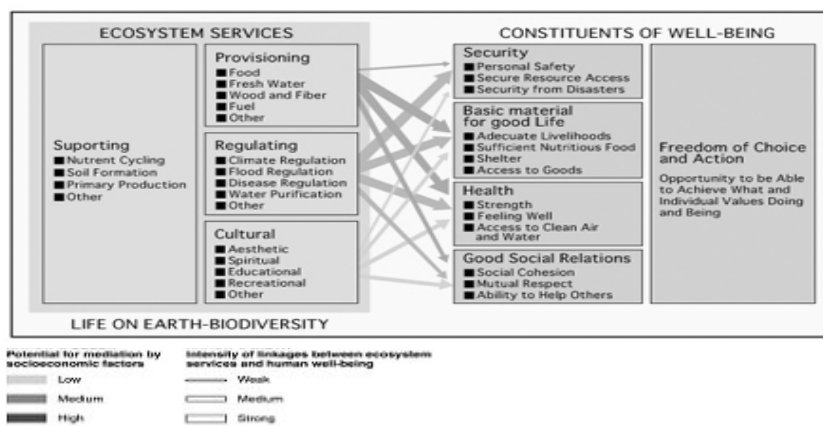 ECOSYSTEM SERVICES
CONSTITUENTS OF WELL-BEING
Suporting
Nutrent Cycling
Soil Formation
Primary Production
Other
Provisioning
Food
Fresh Water
Wood and Fiber
Fuel
Other
Regulating
Climate Regulation
Flood Regulation
Disease Regulation
Water Purification
Other
Cultural
Aesthetic
Spiritual
Educational
Recreational
Other
Security
Personal Safety
Secure Resource Access
Security from Disasters
Basic material
for good Life
Adequate Livelihoods
Sufficient Nutritious Food
Shelter
Access to Goods
Health
Strength
Feeling Well
Access to Clean Air
and Water
Good Social Relations
Social Cohesion
Mutual Respect
Ability to Help Others
Freedom of Choice
and Action
Opportunity to be Able
to Achieve What and
Individual Values Doing
and Being
LIFE ON EARTH-BIODIVERSITY
Potential for mediation by
socioeconomic factors
Low
Medium
High
Intensity of linkages between ecosystem
services and human well-being
Weak
Medium
Strong